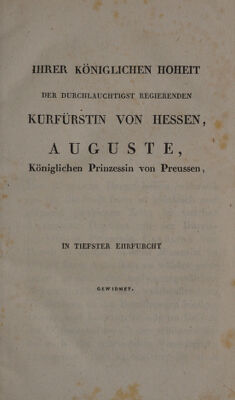 IHRER KÖNIGLICHEN HOHEIT
DER DURCHLAUCHTIGST REGIERENDEN
KURFÜRSTIN VON HESSEN,
AUGUSTE,
Königlichen Prinzessin von Preussen,
IN TIEFSTER EHRFURCHT
GEWIDMET.